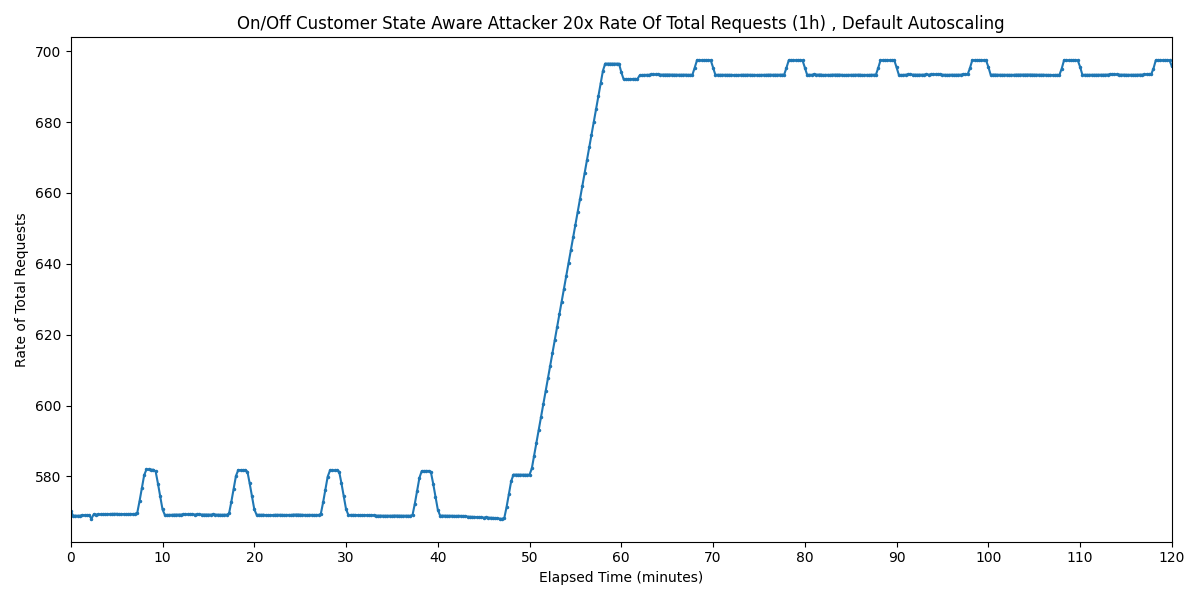 On/Off Customer State Aware Attacker 20x Rate Of Total Requests (1h) , Default Autoscaling
Rate of Total Requests
700
680
660
640
620
600
580
0 10 20 30 40 50 60 70 80 90 100 110 120
Elapsed Time (minutes)